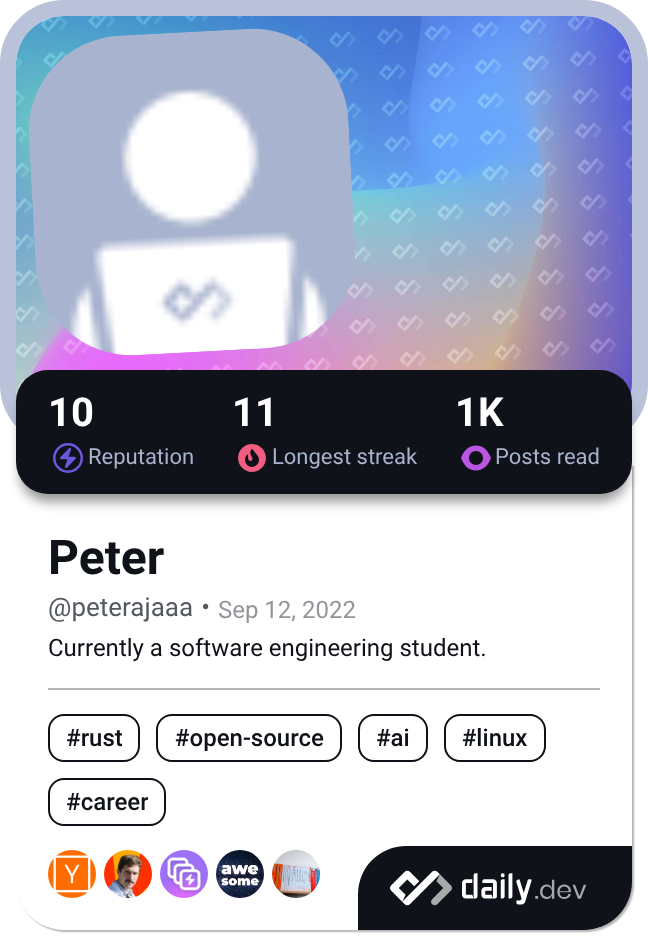 10 11 1K
Reputation Longest streak Posts read
Peter
@peterajaaa • Sep 12, 2022
Currently a software engineering student.
#rust #open-source #ai #linux
#career
Y
awe
some
daily.dev